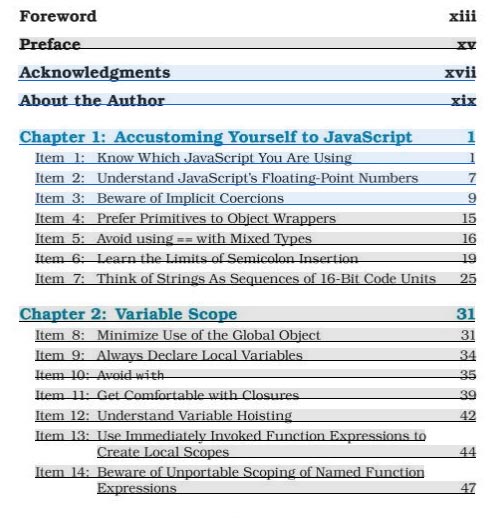 Foreword xiii
Preface xv
Acknowledgments xvii
About the Author xix
Chapter 1: Accustoming Yourself to JavaScript 1
Item 1: Know Which JavaScript You Are Using 1
Item 2: Understand JavaScript's Floating-Point Numbers 7
Item 3: Beware of Implicit Coercions 9
Item 4: Prefer Primitives to Object Wrappers 15
Item 5: Avoid using == with Mixed Types 16
Item 6: Learn the Limits of Semicolon Insertion 19
Item 7: Think of Strings As Sequences of 16-Bit Code Units 25
Chapter 2: Variable Scope 31
Item 8: Minimize Use of the Global Object 31
Item 9: Always Declare Local Variables 34
Item 10: Avoid with 35
Item 11: Get Comfortable with Closures 39
Item 12: Understand Variable Hoisting 42
Item 13: Use Immediately Invoked Function Expressions to
Create Local Scopes 44
Item 14: Beware of Unportable Scoping of Named Function
Expressions 47